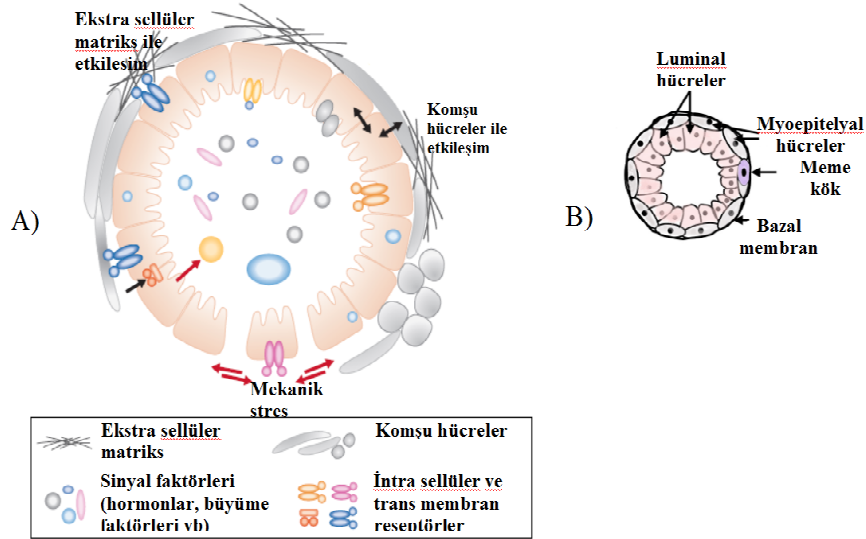 Ekstra sellüler
matriks ile
etkileşim
Komşu
hücreler ile
etkileşim
A)
Mekanik
stres
Luminal
hücreler
Myoepitelyal
hücreler
Meme
kök
B)
Bazal
membran
Ekstra sellüler
matriks
Komşu hücreler
Sinyal faktörleri
(hormonlar, büyüme
faktörleri vb)
İntra sellüler ve
trans membran
reseptörler